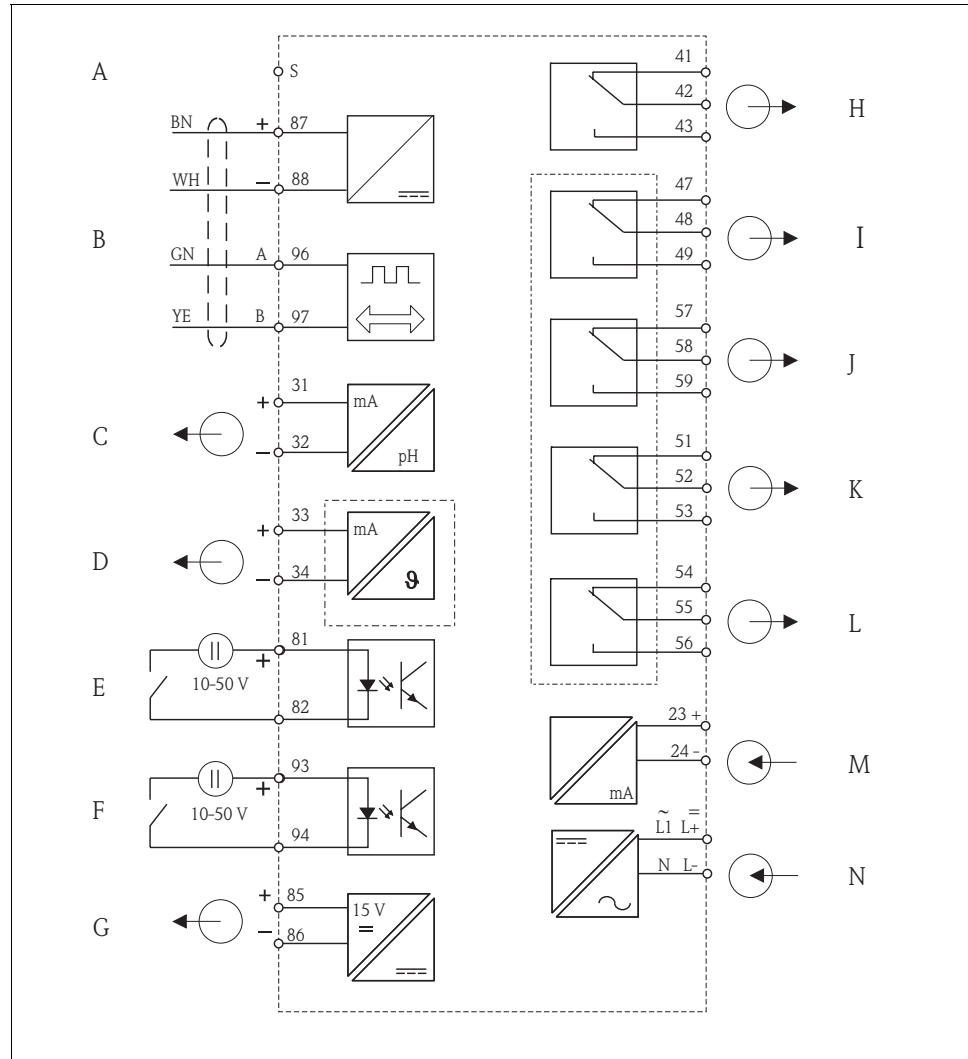 A
S
BN + 87
WH − 88
B
GN A 96
YE B 97
C
+ 31
− 32
mA
pH
D
+ 33
− 34
mA
ϑ
E
10-50 V
+ 81
82
F
10-50 V
+ 93
94
G
+ 85
− 86
15 V
=
41
42
43
H
47
48
49
I
57
58
59
J
51
52
53
K
54
55
56
L
23 +
24 -
mA
M
~ =
L1 L+
N L-
N